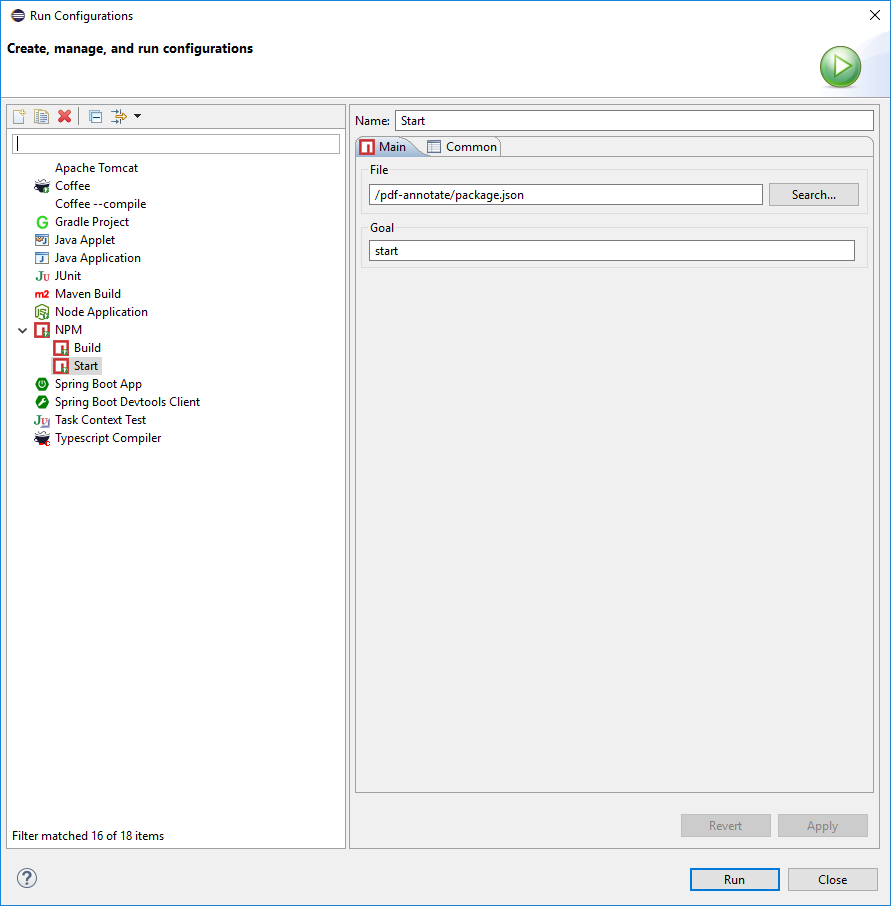 Run Configurations
Create, manage, and run configurations
Name: Start
Main Common
File
/pdf-annotate/package.json Search...
Goal
start
Apache Tomcat
Coffee
Coffee --compile
Gradle Project
Java Applet
Java Application
JUnit
Maven Build
Node Application
NPM
Build
Start
Spring Boot App
Spring Boot Devtools Client
Task Context Test
Typescript Compiler
Filter matched 16 of 18 items
Revert Apply
Run Close